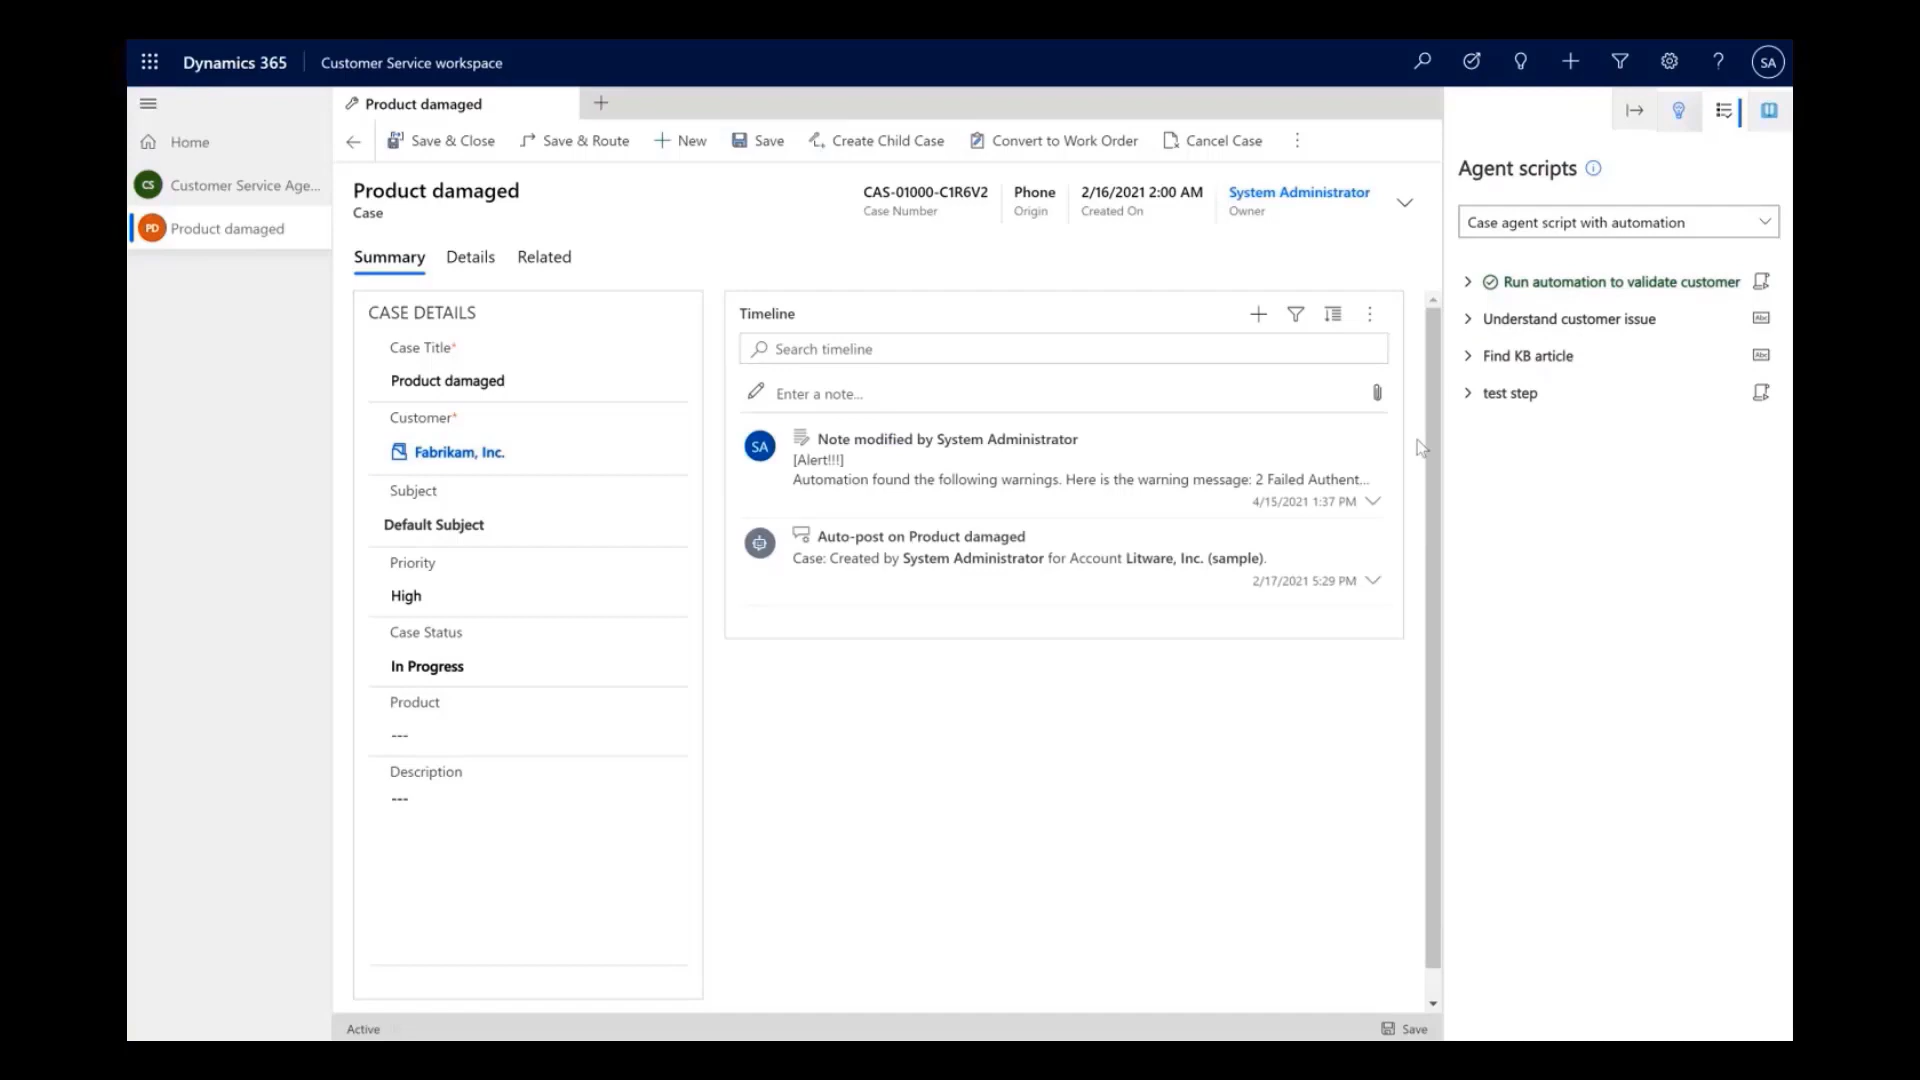 Dynamics 365
Customer Service workspace
SA
Home
CS Customer Service Age...
PD Product damaged
Product damaged
Save & Close
Save & Route
New
Save
Create Child Case
Convert to Work Order
Cancel Case
Product damaged
Case
CAS-01000-C1R6V2
Case Number
Phone
Origin
2/16/2021 2:00 AM
Created On
System Administrator
Owner
Summary
Details
Related
CASE DETAILS
Case Title*
Product damaged
Customer*
Fabrikam, Inc.
Subject
Default Subject
Priority
High
Case Status
In Progress
Product
---
Description
---
Timeline
Search timeline
Enter a note...
SA
Note modified by System Administrator
[Alert!!!]
Automation found the following warnings. Here is the warning message: 2 Failed Authent...
4/15/2021 1:37 PM
Auto-post on Product damaged
Case: Created by System Administrator for Account Litware, Inc. (sample).
2/17/2021 5:29 PM
Agent scripts
Case agent script with automation
Run automation to validate customer
Understand customer issue
Abc
Find KB article
Abc
test step
Active
Save